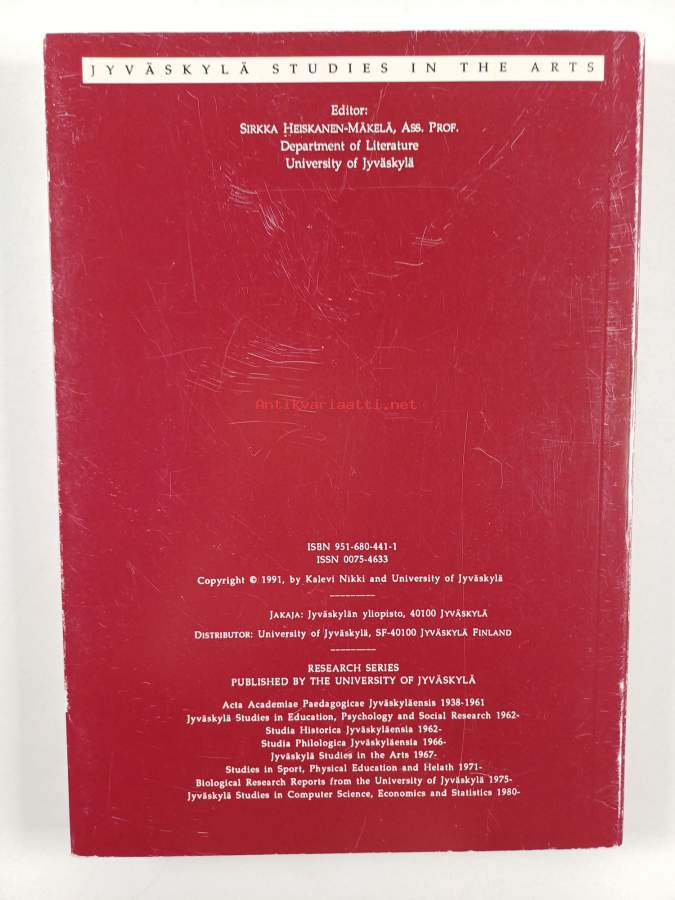 JYVÄSKYLÄ STUDIES IN THE ARTS
Editor:
SIRKKA HEISKANEN-MÄKELÄ, ASS. PROF.
Department of Literature
University of Jyväskylä
Antikvariaatti.net
ISBN 951-680-441-1
ISSN 0075-4633
Copyright © 1991, by Kalevi Nikki and University of Jyväskylä
----------
JAKAJA: Jyväskylän yliopisto, 40100 JYVÄSKYLÄ
DISTRIBUTOR: University of Jyväskylä, SF-40100 JYVÄSKYLÄ FINLAND
----------
RESEARCH SERIES
PUBLISHED BY THE UNIVERSITY OF JYVÄSKYLÄ
Acta Academiae Paedagogicae Jyväskyläensis 1938-1961
Jyväskylä Studies in Education, Psychology and Social Research 1962-
Studia Historica Jyväskyläensia 1962-
Studia Philologica Jyväskyläensia 1966-
Jyväskylä Studies in the Arts 1967-
Studies in Sport, Physical Education and Helath 1971-
Biological Research Reports from the University of Jyväskylä 1975-
Jyväskylä Studies in Computer Science, Economics and Statistics 1980-